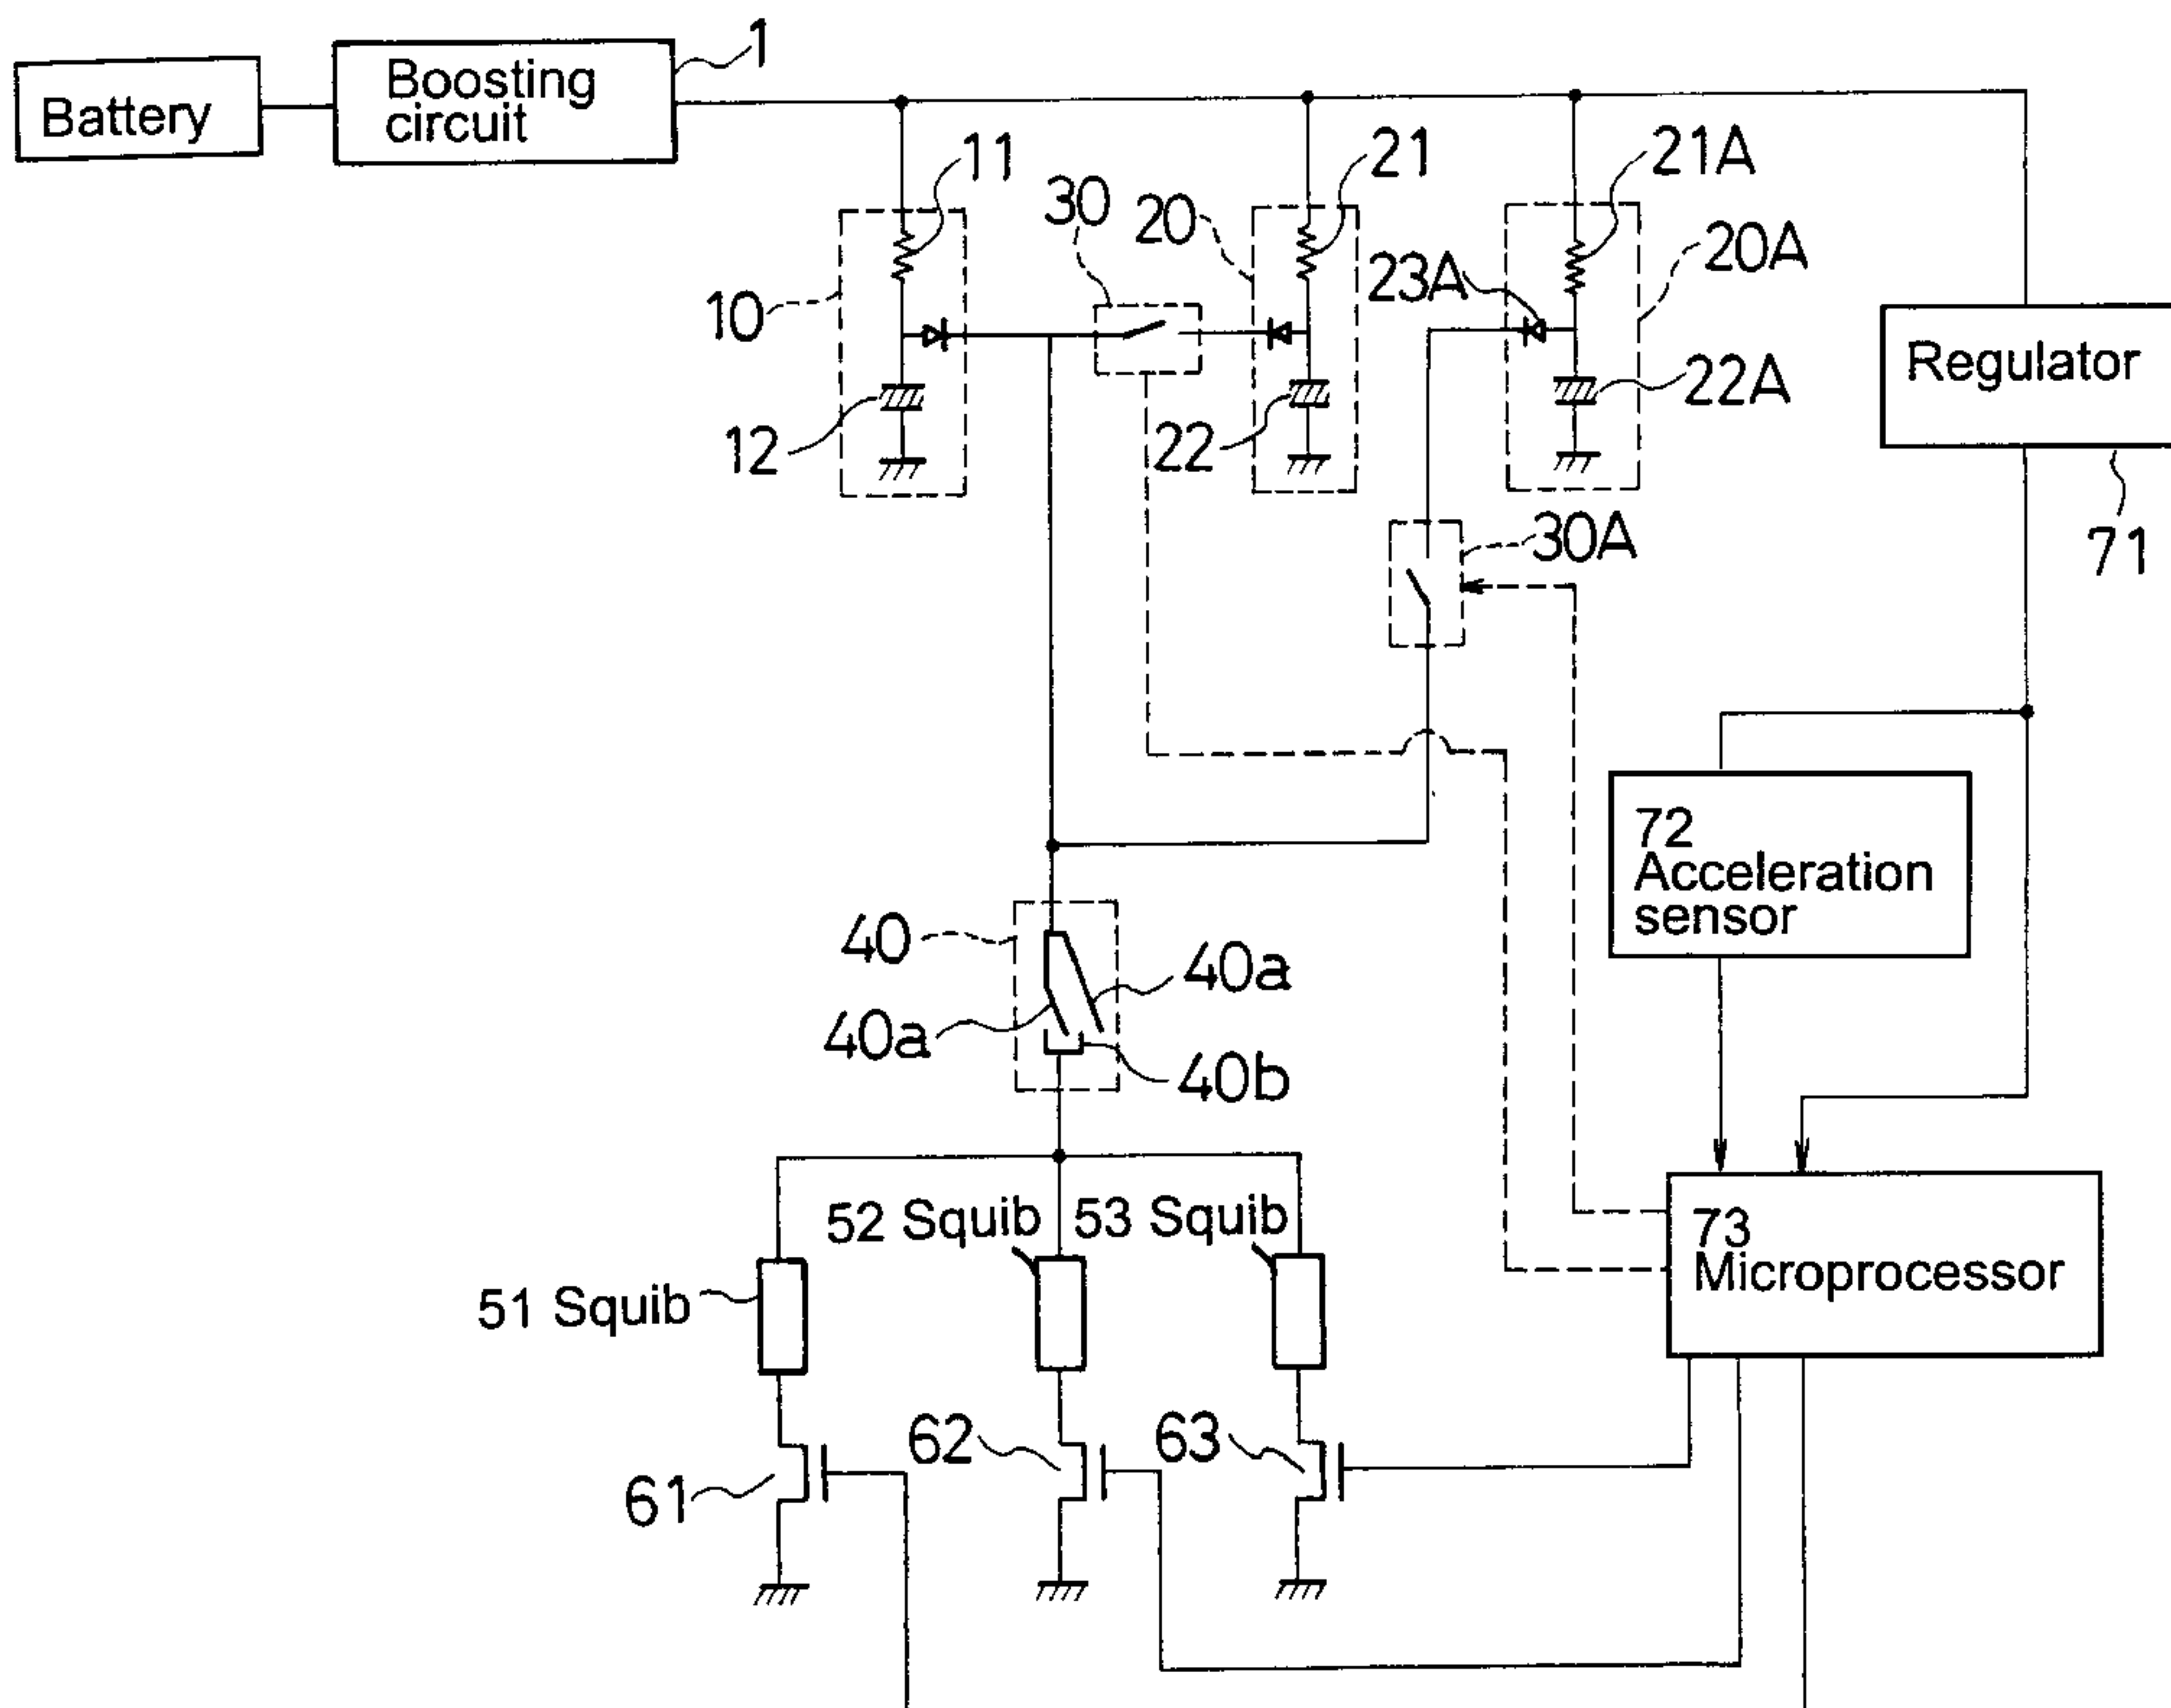 1
Battery
Boosting
circuit
11
30
20
21
21A
20A
23A
10
12
22
22A
Regulator
71
30A
72
Acceleration
sensor
40
40a
40a
40b
52 Squib
53 Squib
51 Squib
73
Microprocessor
61
62
63